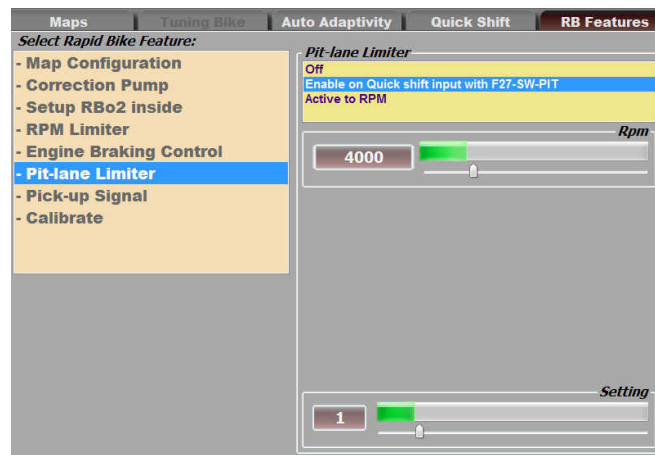 Maps
Tuning Bike
Auto Adaptivity
Quick Shift
RB Features
Select Rapid Bike Feature:
- Map Configuration
- Correction Pump
- Setup RBo2 inside
- RPM Limiter
- Engine Braking Control
- Pit-lane Limiter
- Pick-up Signal
- Calibrate
Pit-lane Limiter
Off
Enable on Quick shift input with F27-SW-PIT
Active to RPM
Rpm
4000
Setting
1